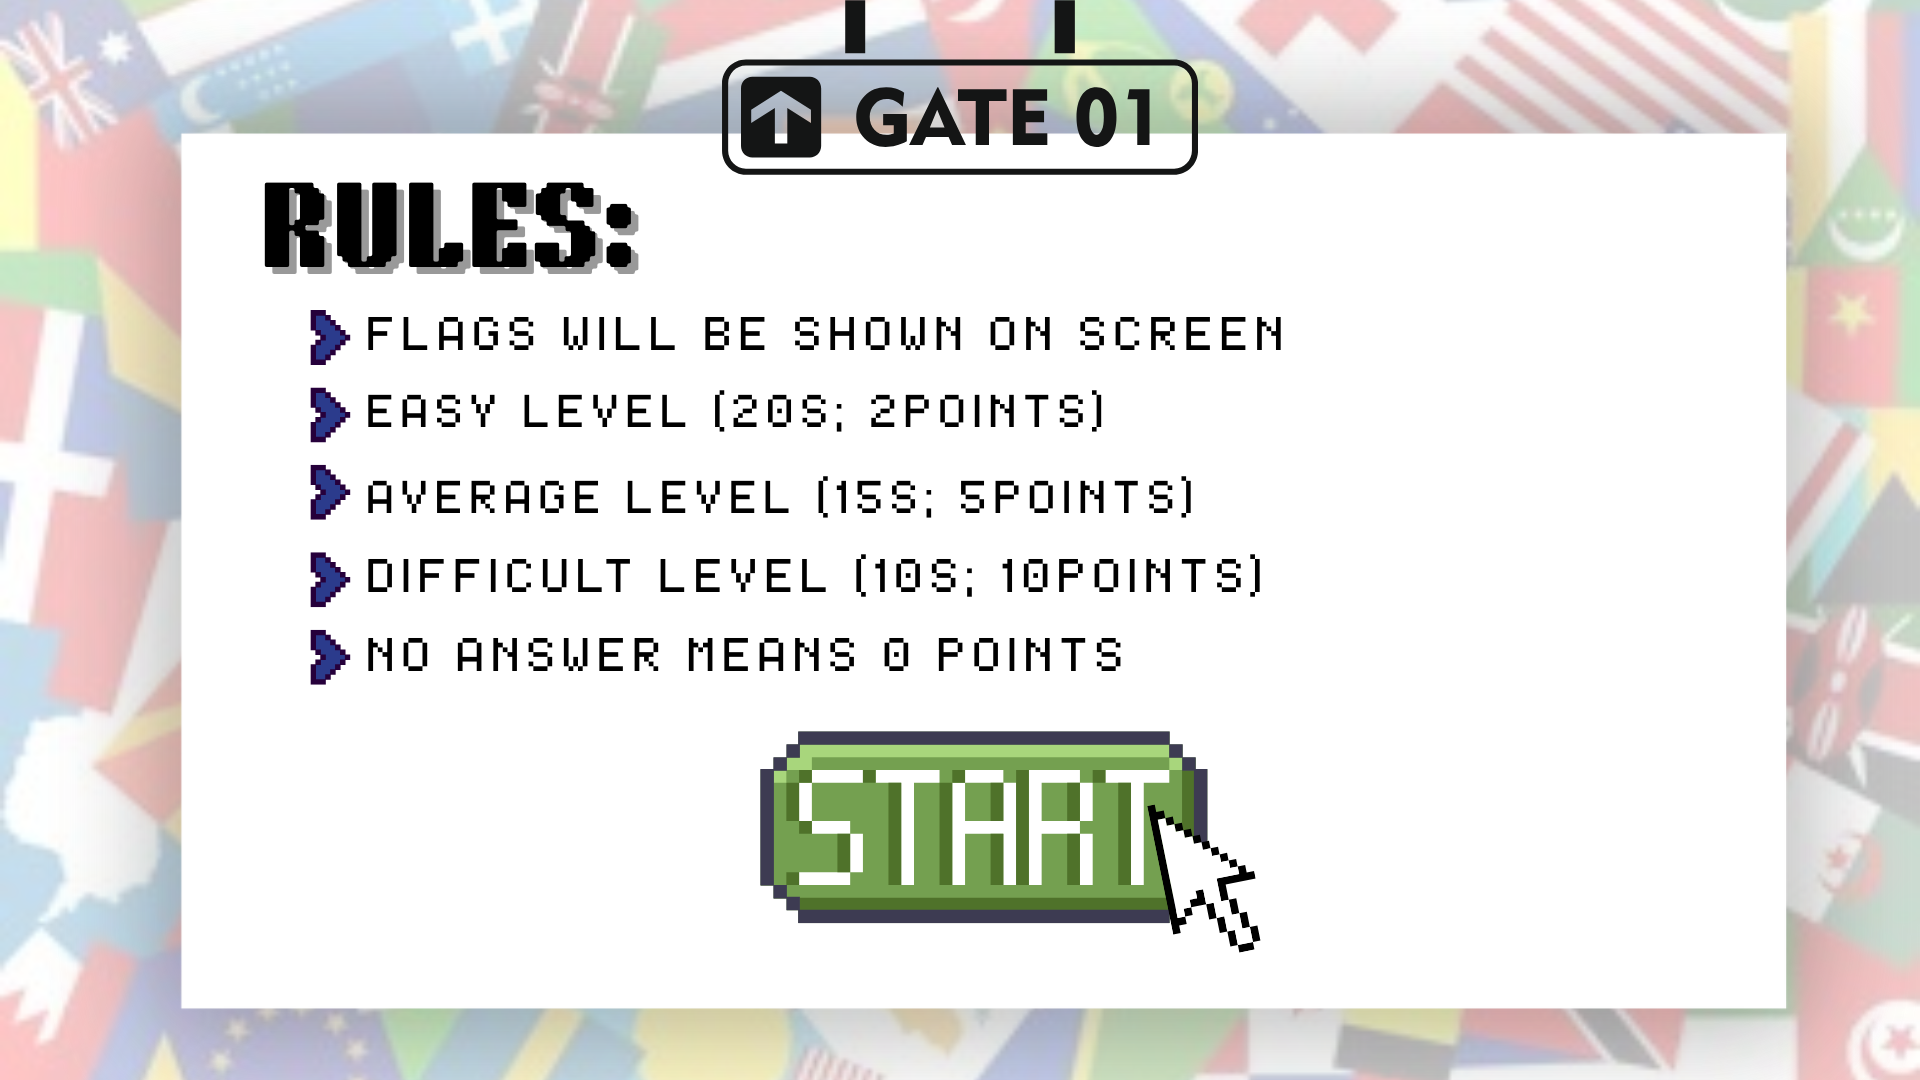 GATE 01
RULES:
FLAGS WILL BE SHOWN ON SCREEN
EASY LEVEL (20S; 2POINTS)
AVERAGE LEVEL (15S; 5POINTS)
DIFFICULT LEVEL (10S; 10POINTS)
NO ANSWER MEANS 0 POINTS
START